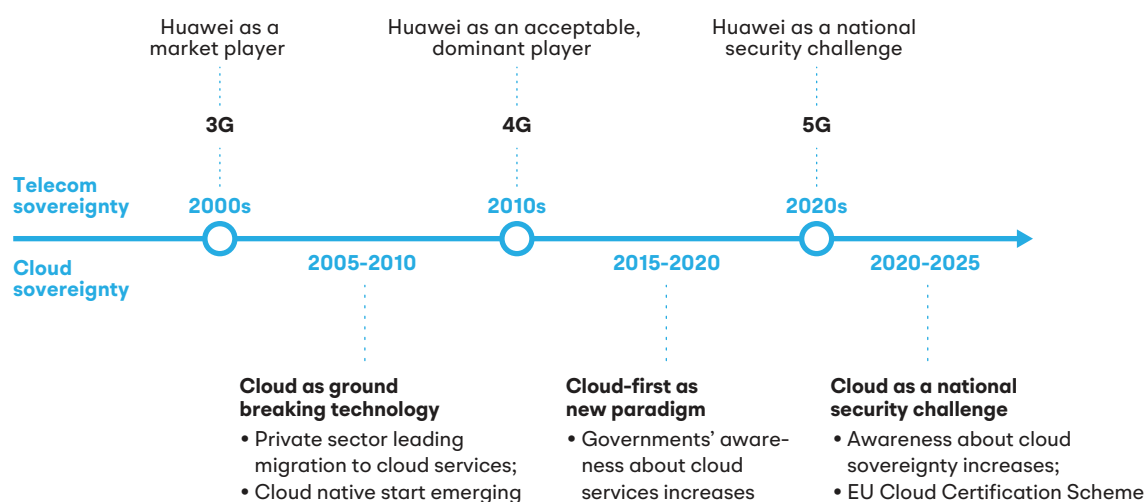 Huawei as a
market player
Huawei as an acceptable,
dominant player
Huawei as a national
security challenge
3G
4G
5G
Telecom
sovereignty
2000s
2010s
2020s
Cloud
sovereignty
2005-2010
2015-2020
2020-2025
Cloud as ground
breaking technology
• Private sector leading
migration to cloud services;
• Cloud native start emerging
Cloud-first as
new paradigm
• Governments’ aware-
ness about cloud
services increases
Cloud as a national
security challenge
• Awareness about cloud
sovereignty increases;
• EU Cloud Certification Scheme